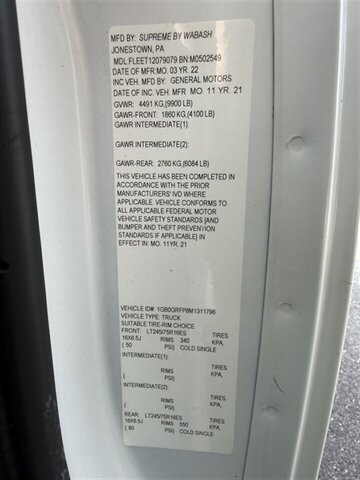 MFD BY: SUPREME BY WABASH
JONESTOWN, PA
MDL:FLEET12079079 BN:M0502549
DATE OF MFR:MO. 03 YR. 22
INC VEH. MFD BY: GENERAL MOTORS
INC VEH. MFR DATE: MO. 11 YR. 21
GVWR: 4491 KG,(9900 LB)
GAWR-FRONT: 1860 KG,(4100 LB)
GAWR INTERMEDIATE(1):
GAWR INTERMEDIATE(2):
GAWR-REAR: 2760 KG,(6084 LB)
THIS VEHICLE HAS BEEN COMPLETED IN
ACCORDANCE WITH THE PRIOR
MANUFACTURERS' IVD WHERE
APPLICABLE. VEHICLE CONFORMS TO
ALL APPLICABLE FEDERAL MOTOR
VEHICLE SAFETY STANDARDS [AND
BUMPER AND THEFT PREVENTION
STANDARDS IF APPLICABLE] IN
EFFECT IN: MO. 11 YR. 21
VEHICLE ID#: 1GB0GRFP8M1311796
VEHICLE TYPE: TRUCK
SUITABLE TIRE-RIM CHOICE
FRONT LT245/75R16ES TIRES
16X6.5J RIMS 340 KPA,
( 50 PSI) COLD SINGLE
INTERMEDIATE(1) TIRES
RIMS KPA,
( PSI)
INTERMEDIATE(2) TIRES
RIMS KPA,
( PSI)
REAR LT245/75R16ES TIRES
16X6.5J RIMS 550 KPA,
( 80 PSI) COLD SINGLE